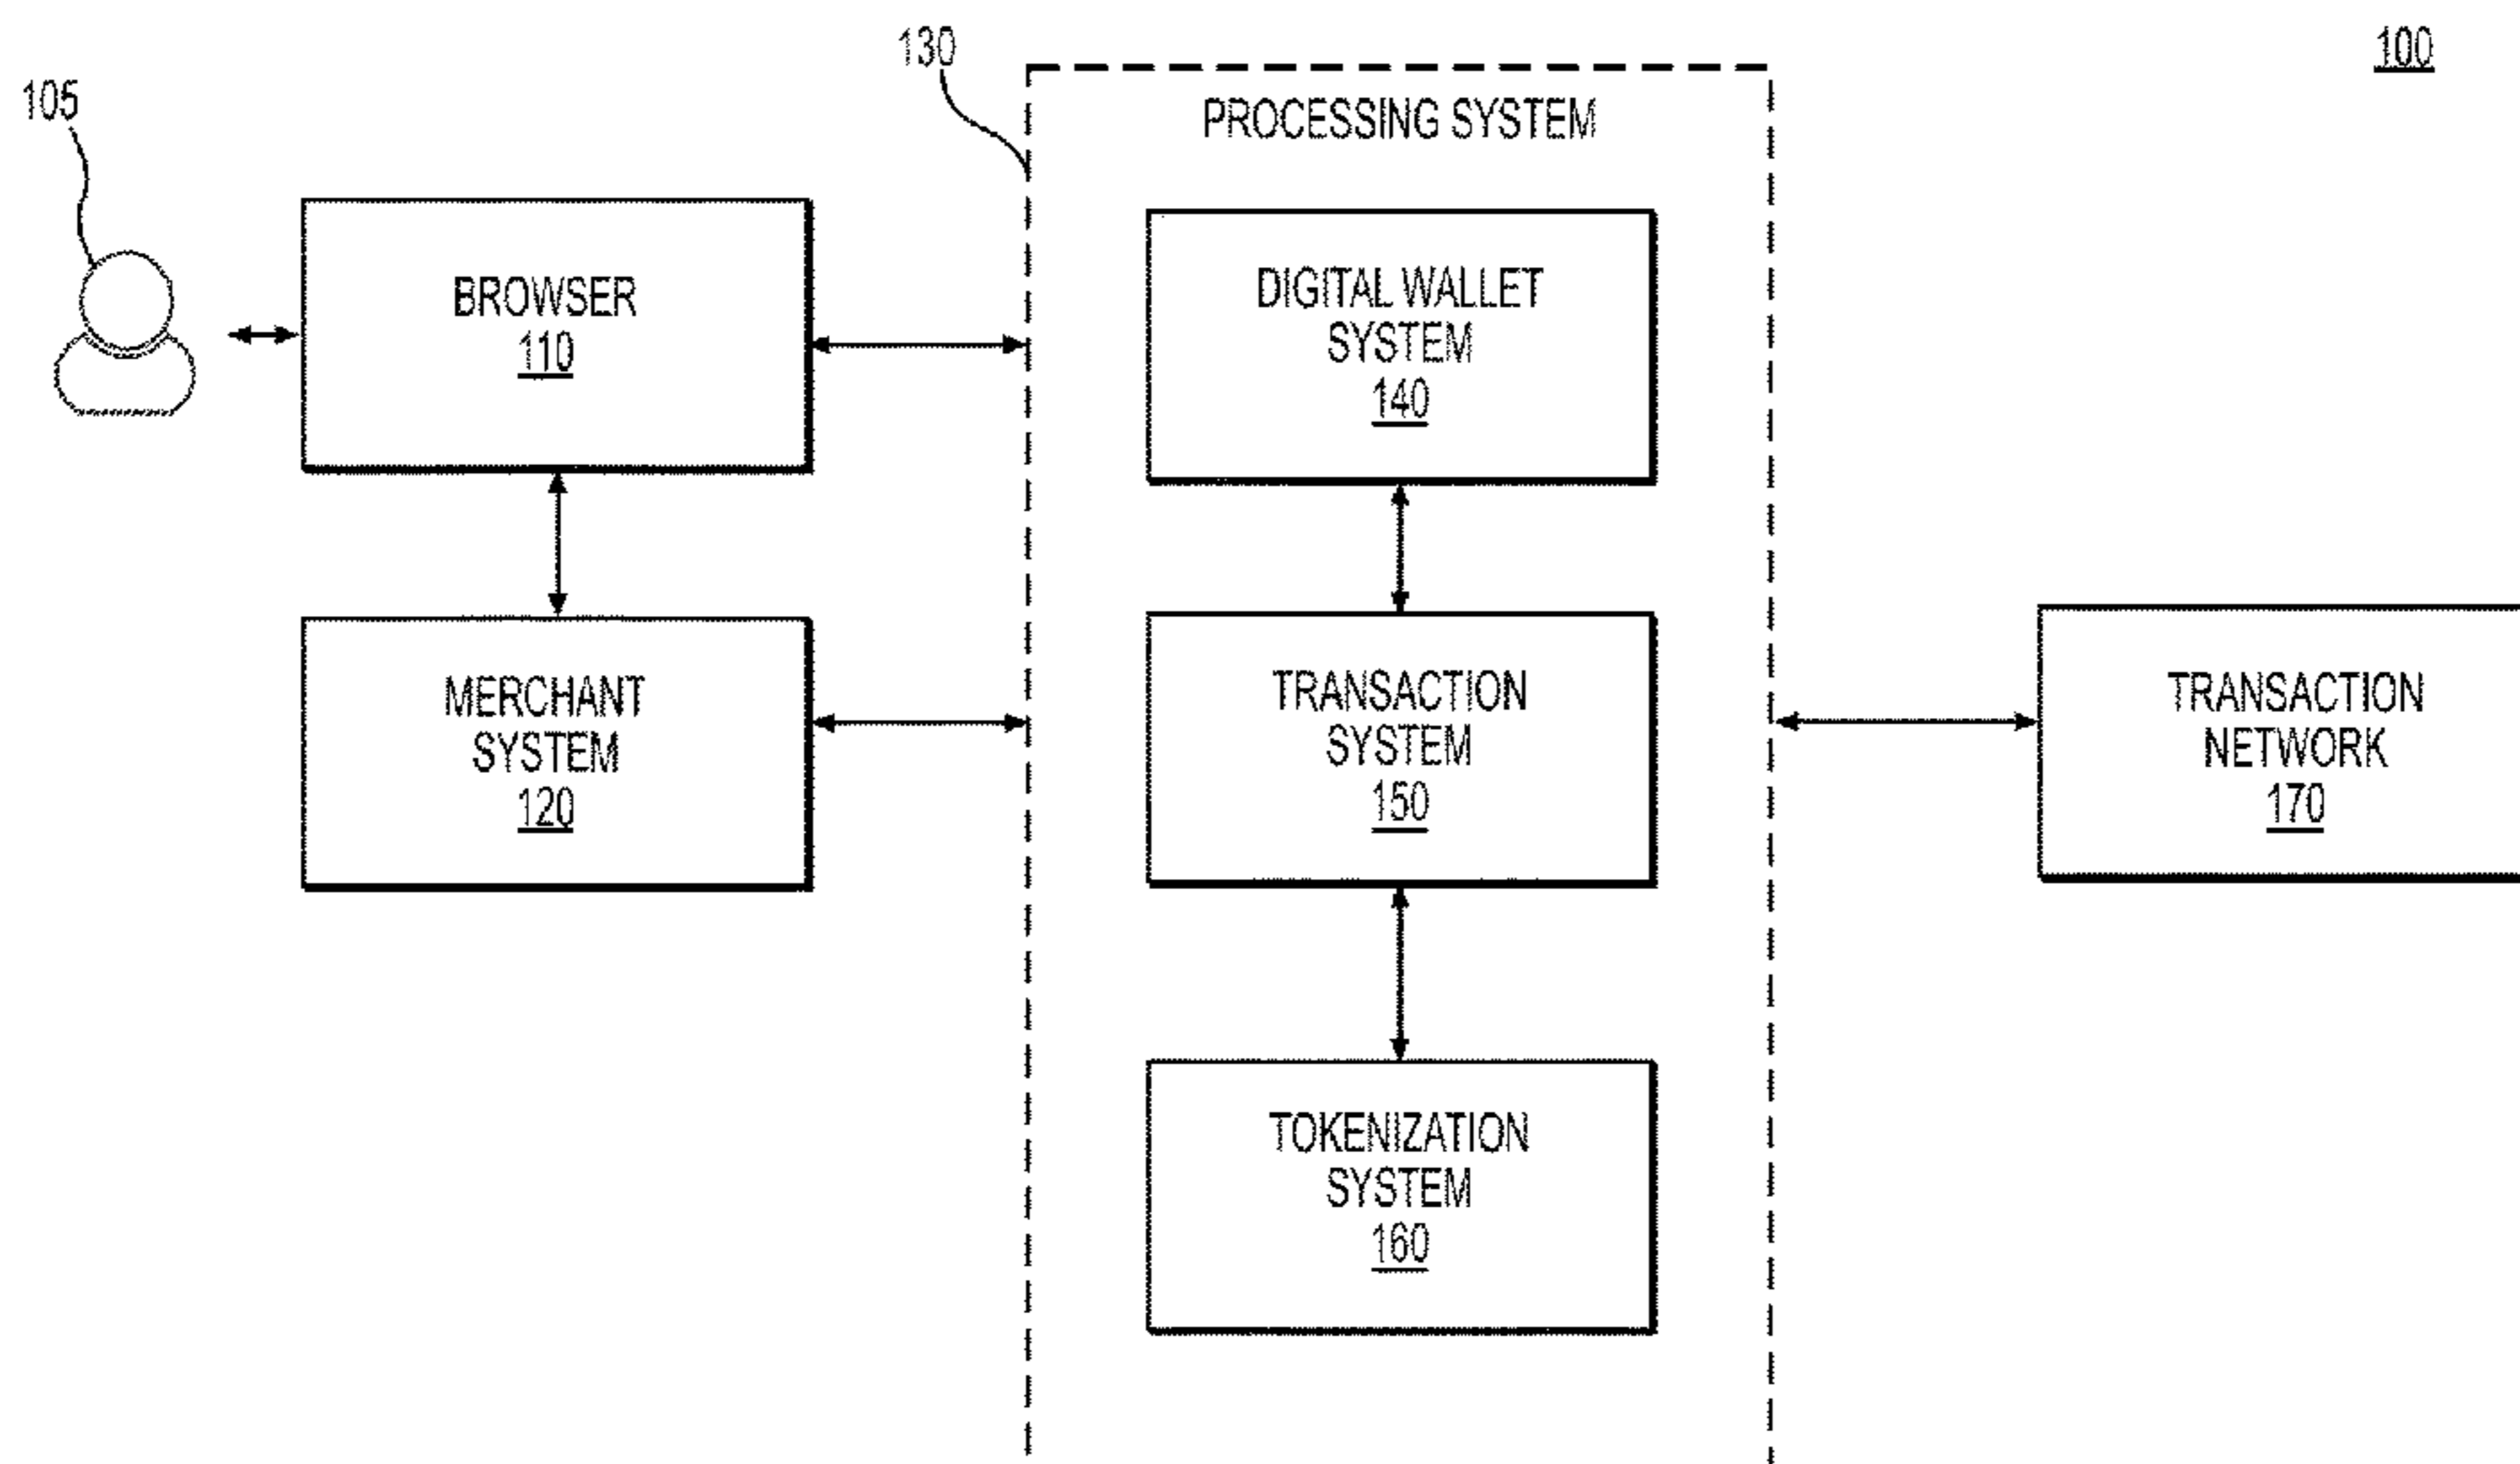 100
130
105
PROCESSING SYSTEM
BROWSER
110
DIGITAL WALLET
SYSTEM
140
MERCHANT
SYSTEM
120
TRANSACTION
SYSTEM
150
TRANSACTION
NETWORK
170
TOKENIZATION
SYSTEM
160